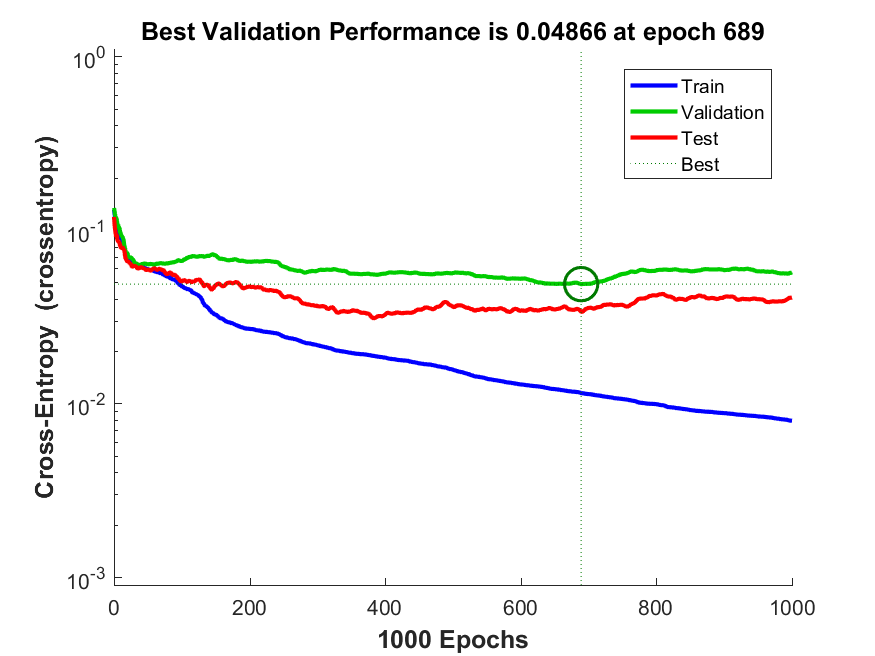 Best Validation Performance is 0.04866 at epoch 689
10^0
10^-1
10^-2
10^-3
Cross-Entropy (crossentropy)
Train
Validation
Test
Best
0 200 400 600 800 1000
1000 Epochs